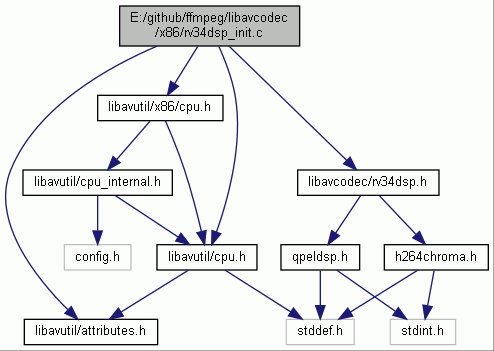 E:/github/ffmpeg/libavcodec
/x86/rv34dsp_init.c
libavutil/x86/cpu.h
libavutil/cpu_internal.h
libavcodec/rv34dsp.h
config.h
libavutil/cpu.h
qpeldsp.h
h264chroma.h
libavutil/attributes.h
stddef.h
stdint.h